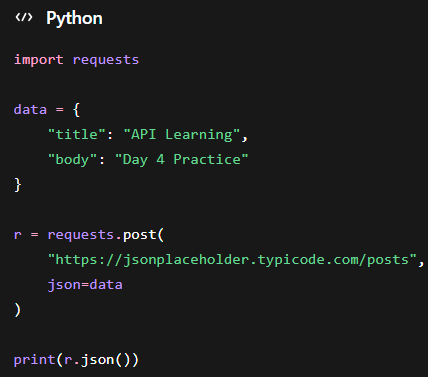 </> Python
import requests
data = {
    "title": "API Learning",
    "body": "Day 4 Practice"
}
r = requests.post(
    "https://jsonplaceholder.typicode.com/posts",
    json=data
)
print(r.json())